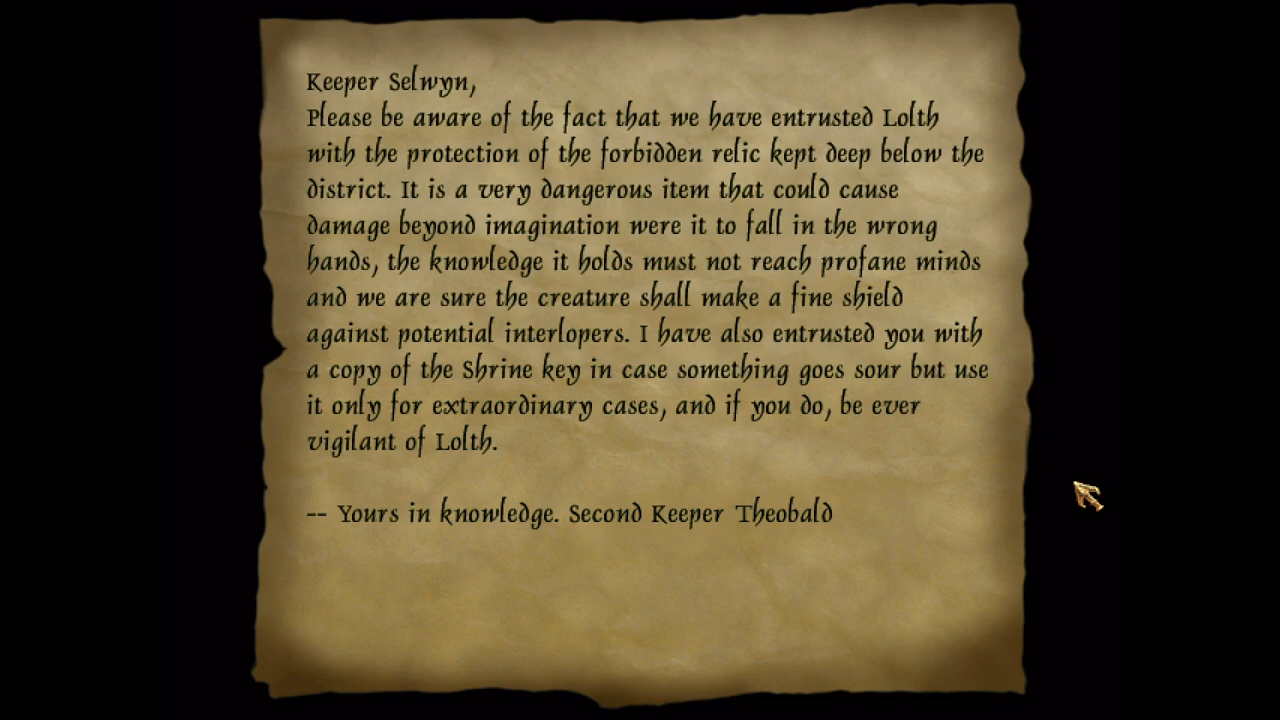 Keeper Selwyn,
Please be aware of the fact that we have entrusted Lolth
with the protection of the forbidden relic kept deep below the
district. It is a very dangerous item that could cause
damage beyond imagination were it to fall in the wrong
hands, the knowledge it holds must not reach profane minds
and we are sure the creature shall make a fine shield
against potential interlopers. I have also entrusted you with
a copy of the Shrine key in case something goes sour but use
it only for extraordinary cases, and if you do, be ever
vigilant of Lolth.
-- Yours in knowledge. Second Keeper Theobald